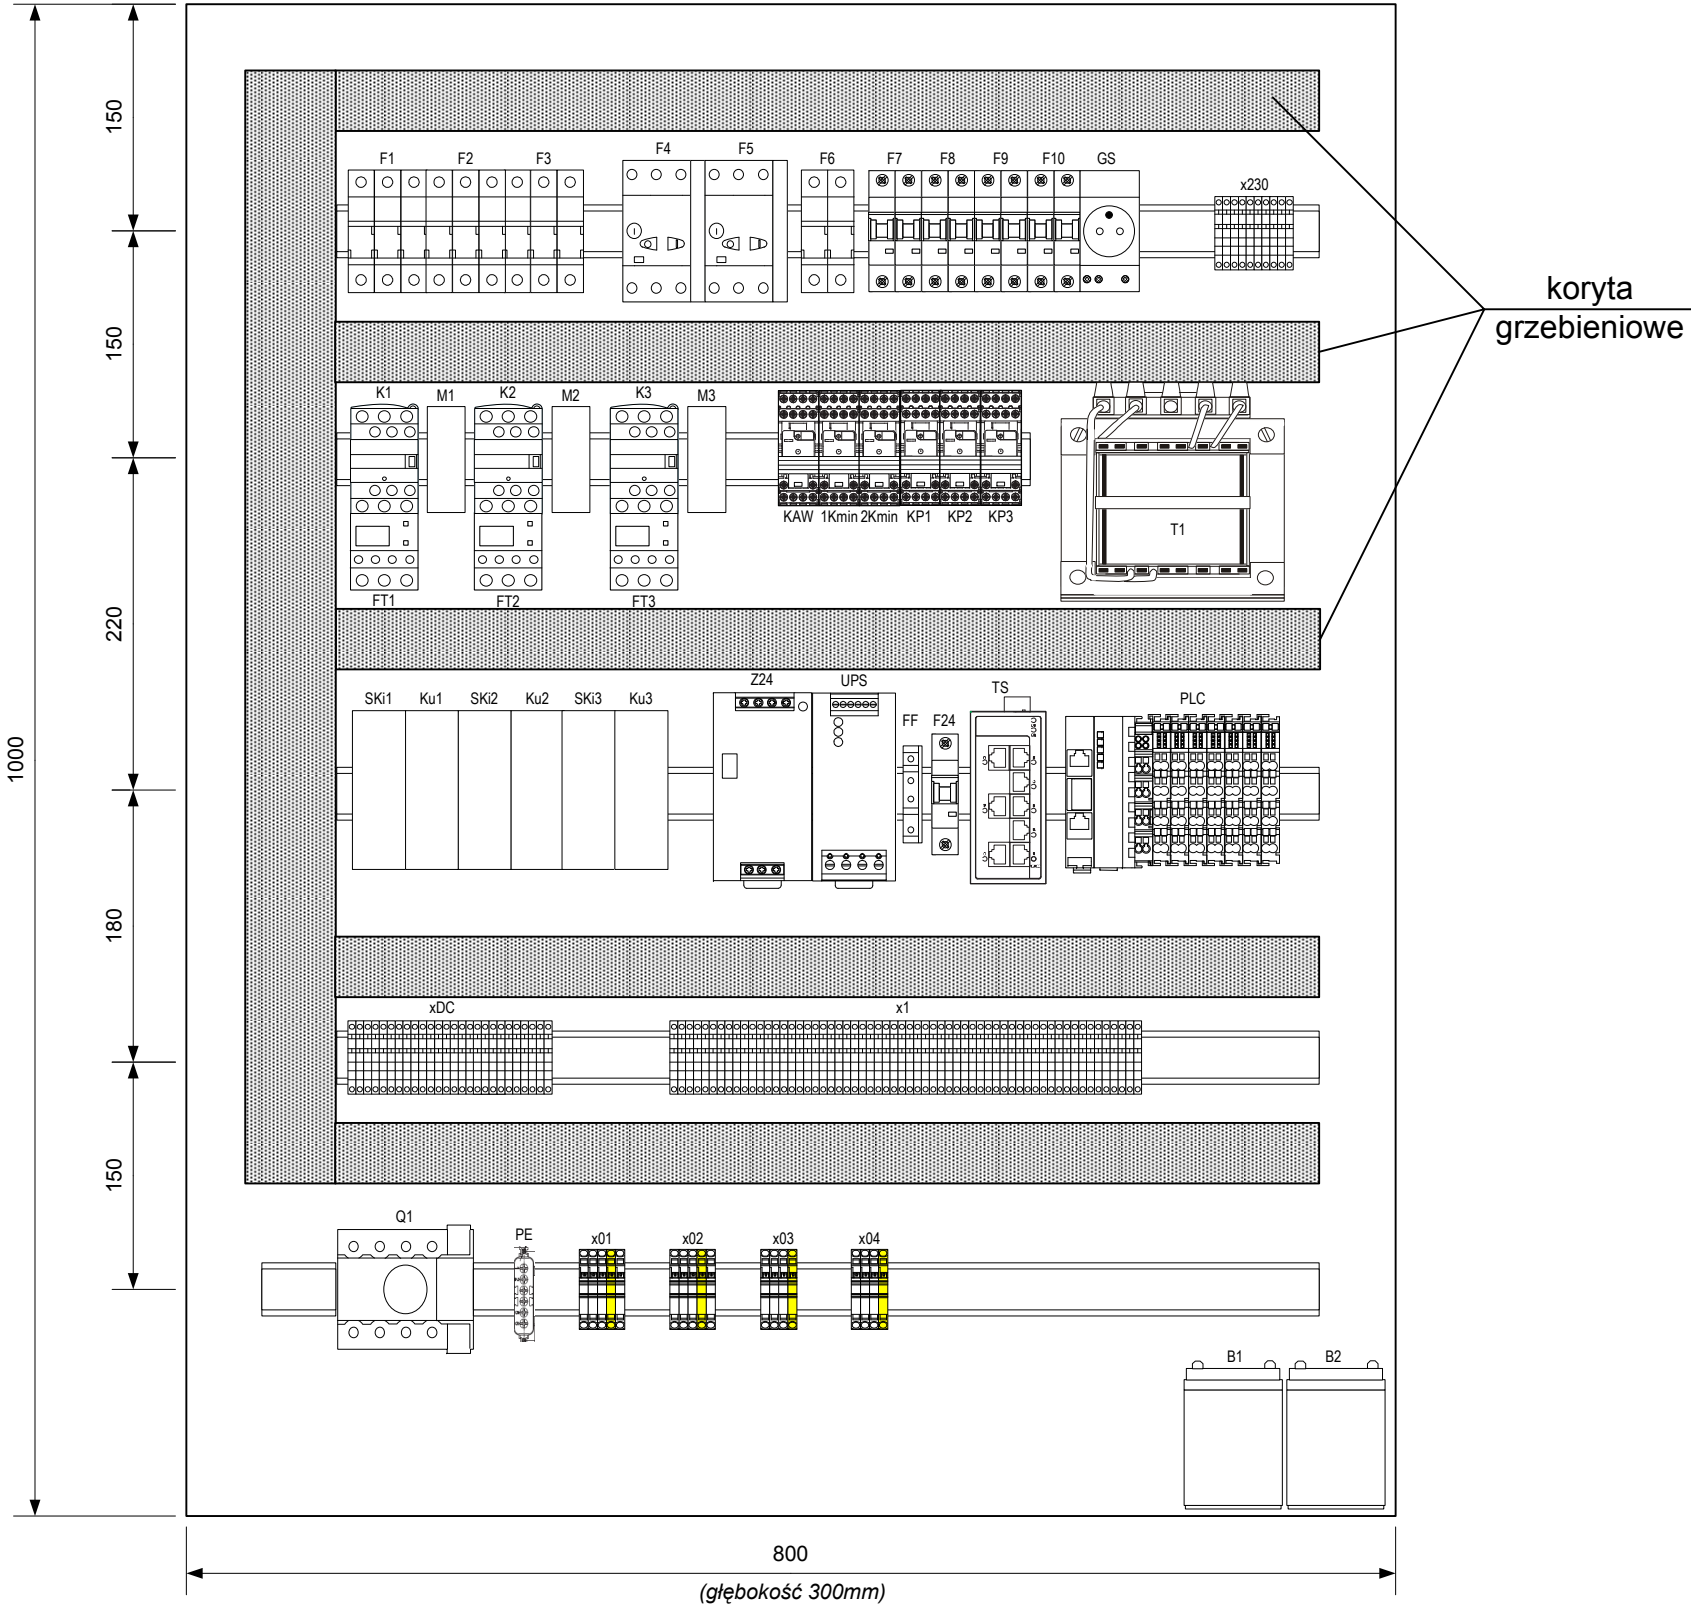 150
F1 F2 F3 F4 F5 F6 F7 F8 F9 F10 GS x230
koryta
grzebieniowe
150
K1 M1 K2 M2 K3 M3
KAW 1Kmin 2Kmin KP1 KP2 KP3
T1
FT1 FT2 FT3
220
SKi1 Ku1 SKi2 Ku2 SKi3 Ku3 Z24 UPS FF F24 TS PLC
1000
180
xDC x1
150
Q1 PE x01 x02 x03 x04
B1 B2
800
(głębokość 300mm)